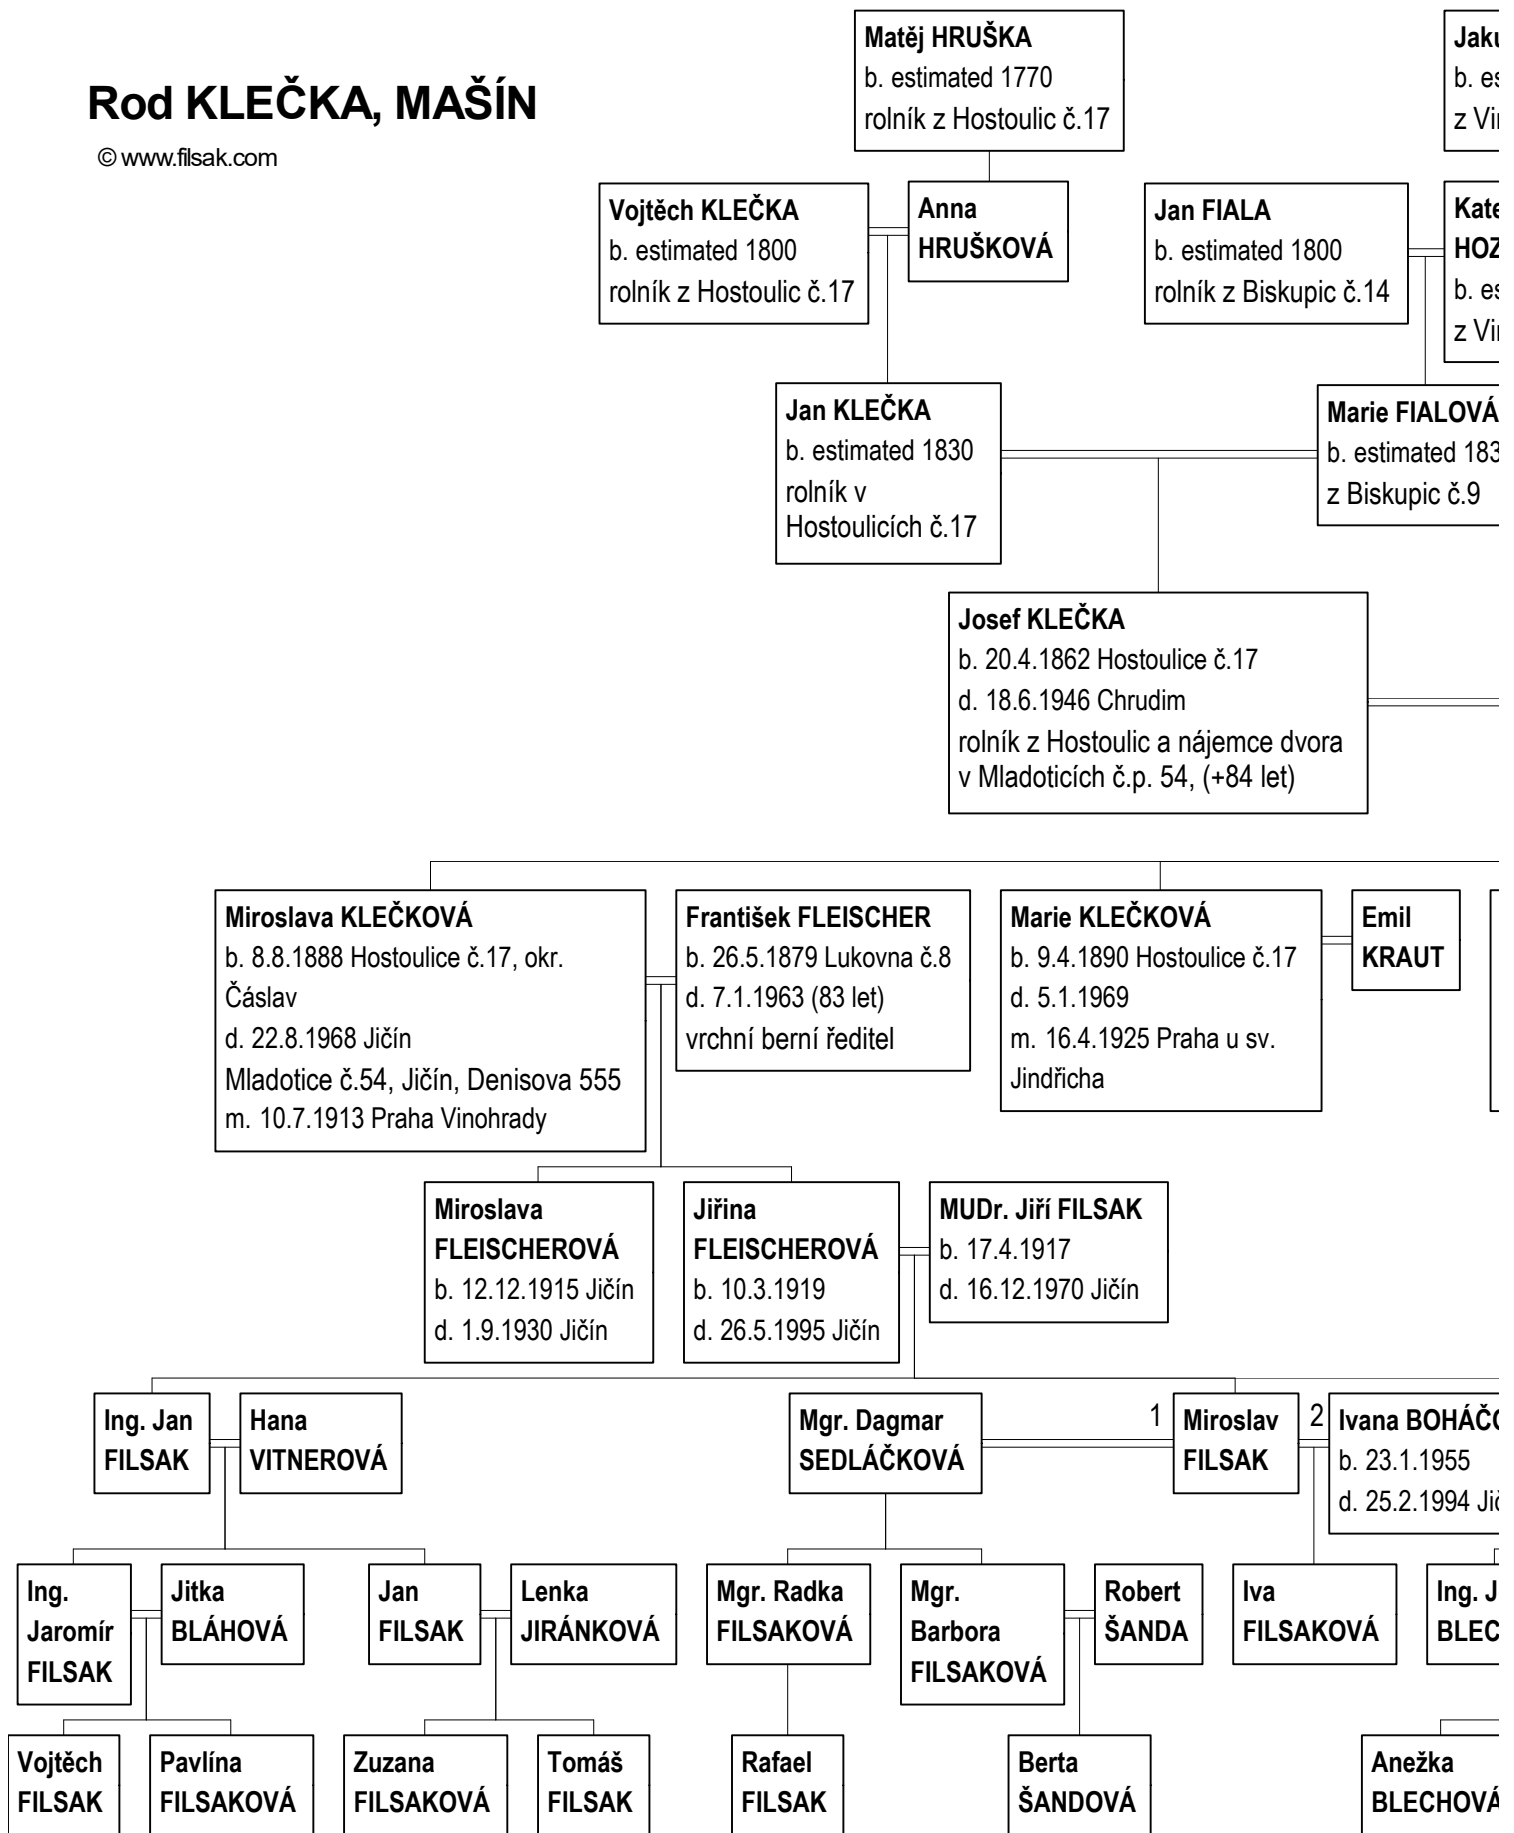 Rod KLEČKA, MAŠÍN
© www.filsak.com
Matěj HRUŠKA
b. estimated 1770
rolník z Hostoulic č.17
b.
z
Vojtěch KLEČKA
b. estimated 1800
rolník z Hostoulic č.17
Anna
HRUŠKOVÁ
Jan FIALA
b. estimated 1800
rolník z Biskupic č.14
b.
z
Jan KLEČKA
b. estimated 1830
rolník v
Hostoulicích č.17
Marie FIALOVÁ
b. estimated
z Biskupic č.9
Josef KLEČKA
b. 20.4.1862 Hostoulice č.17
d. 18.6.1946 Chrudim
rolník z Hostoulic a nájemce dvora
v Mladoticích č.p. 54, (+84 let)
Miroslava KLEČKOVÁ
b. 8.8.1888 Hostoulice č.17, okr.
Čáslav
d. 22.8.1968 Jičín
Mladotice č.54, Jičín, Denisova 555
m. 10.7.1913 Praha Vinohrady
František FLEISCHER
b. 26.5.1879 Lukovna č.8
d. 7.1.1963 (83 let)
vrchní berní ředitel
Marie KLEČKOVÁ
b. 9.4.1890 Hostoulice č.17
d. 5.1.1969
m. 16.4.1925 Praha u sv.
Jindřicha
Emil
KRAUT
Miroslava
FLEISCHEROVÁ
b. 12.12.1915 Jičín
d. 1.9.1930 Jičín
Jiřina
FLEISCHEROVÁ
b. 10.3.1919
d. 26.5.1995 Jičín
MUDr. Jiří FILSAK
b. 17.4.1917
d. 16.12.1970 Jičín
Ing. Jan
FILSAK
Hana
VITNEROVÁ
Mgr. Dagmar
SEDLÁČKOVÁ
1
Miroslav
FILSAK
2
Ivana
b. 23.1.1955
d. 25.2.1994
Ing.
Jaromír
FILSAK
Jitka
BLÁHOVÁ
Jan
FILSAK
Lenka
JIRÁNKOVÁ
Mgr. Radka
FILSAKOVÁ
Mgr.
Barbora
FILSAKOVÁ
Robert
ŠANDA
Iva
FILSAKOVÁ
Ing.
Vojtěch
FILSAK
Pavlína
FILSAKOVÁ
Zuzana
FILSAKOVÁ
Tomáš
FILSAK
Rafael
FILSAK
Berta
ŠANDOVÁ
Anežka
BLECHOVÁ